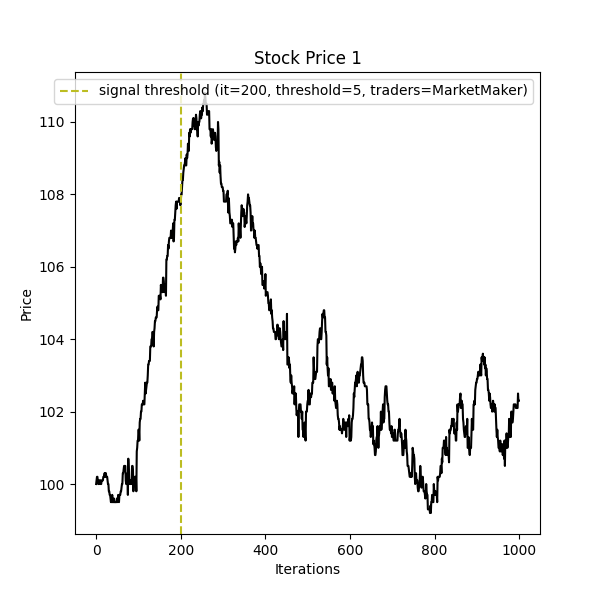 Stock Price 1
signal threshold (it=200, threshold=5, traders=MarketMaker)
110
108
106
104
102
100
Price
0 200 400 600 800 1000
Iterations